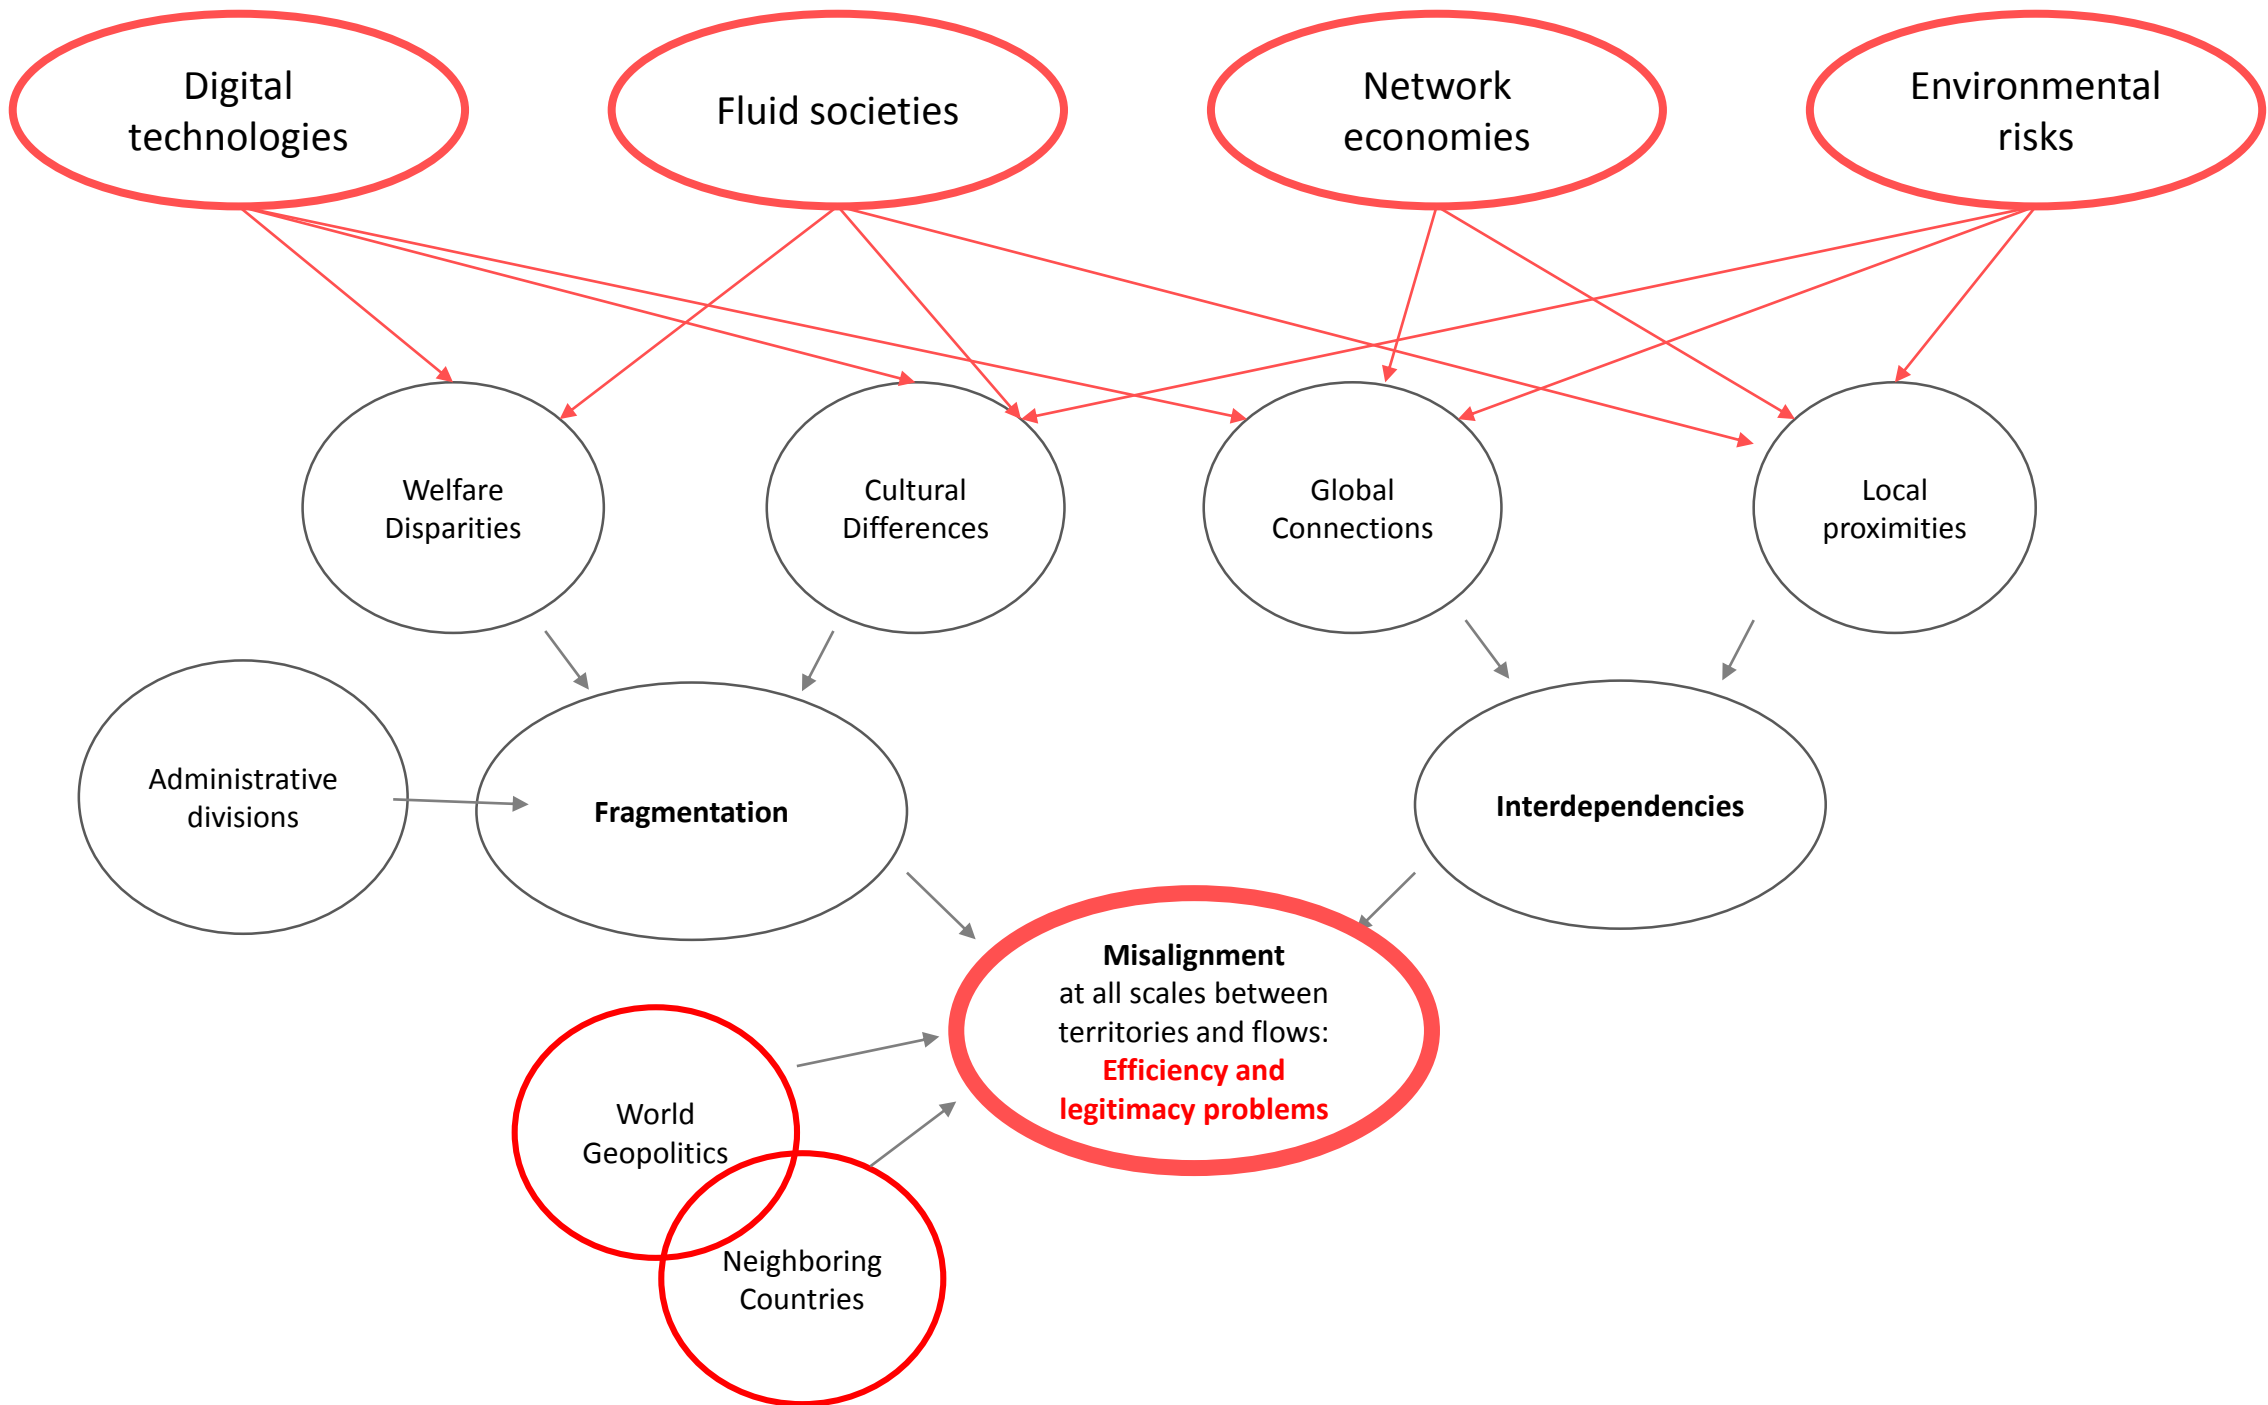 Digital
technologies
Fluid societies
Network
economies
Environmental
risks
Welfare
Disparities
Cultural
Differences
Global
Connections
Local
proximities
Administrative
divisions
Fragmentation
Interdependencies
Misalignment
at all scales between
territories and flows:
Efficiency and
legitimacy problems
World
Geopolitics
Neighboring
Countries